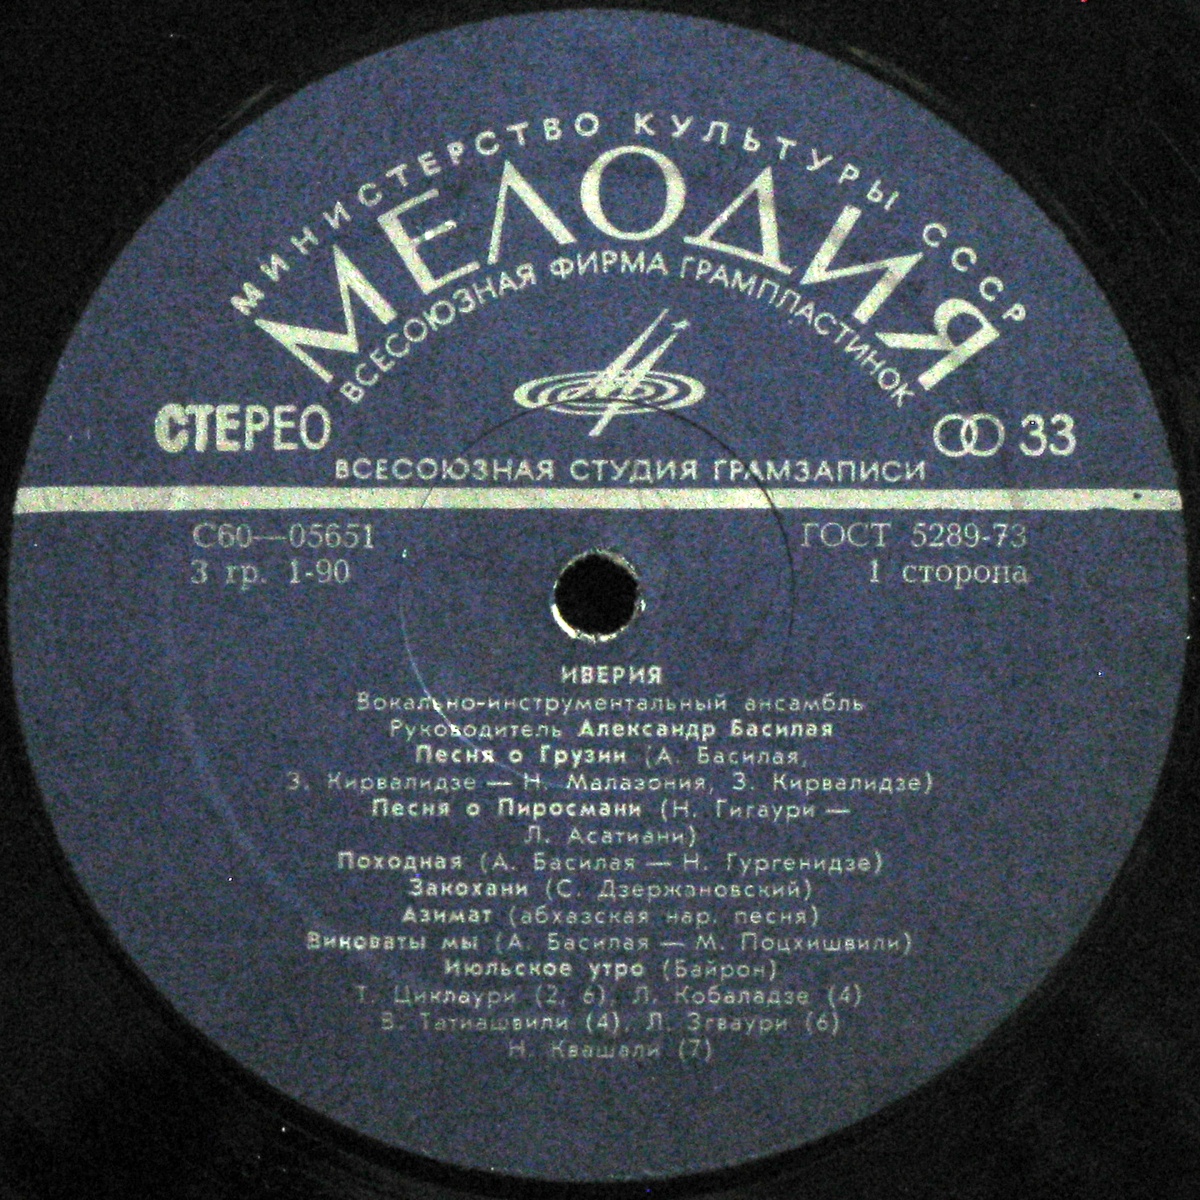 МИНИСТЕРСТВО КУЛЬТУРЫ СССР
МЕЛОДИЯ
ВСЕСОЮЗНАЯ ФИРМА ГРАМПЛАСТИНОК
СТЕРЕО
33
ВСЕСОЮЗНАЯ СТУДИЯ ГРАМЗАПИСИ
С60—05651
ГОСТ 5289-73
3 гр. 1-90
1 сторона
ИВЕРИЯ
Вокально-инструментальный ансамбль
Руководитель Александр Басилая
Песня о Грузии (А. Басилая,
З. Кирвалидзе — Н. Малазония, З. Кирвалидзе)
Песня о Пиросмани (Н. Гигаури —
Л. Асатиани)
Походная (А. Басилая — Н. Гургенидзе)
Закохани (С. Дзержановский)
Азимат (абхазская нар. песня)
Виноваты мы (А. Басилая — М. Поцхишвили)
Июльское утро (Байрон)
Т. Циклаури (2, 6), Л. Кобаладзе (4)
В. Татиашвили (4), Л. Згваури (6)
Н. Квашали (7)